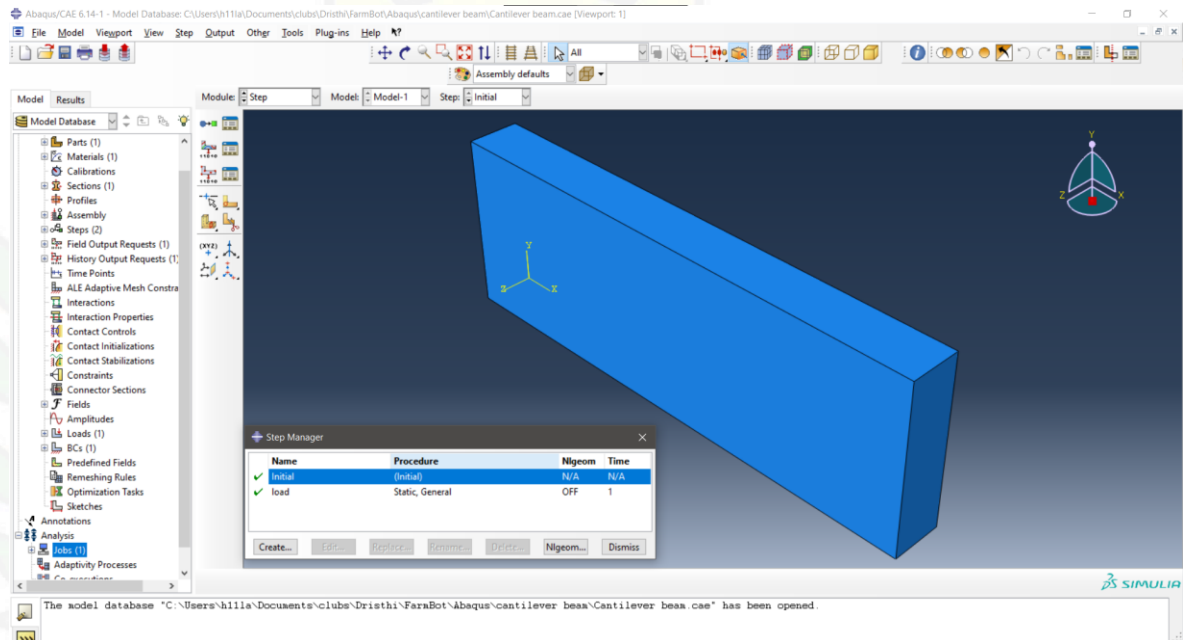 Abaqus/CAE 6.14-1 - Model Database: C:\Users\h11la\Documents\clubs\Dristhi\FarmBot\Abaqus\cantilever beam\Cantilever beam.cae [Viewport: 1]
File Model Viewport View Step Output Other Tools Plug-ins Help
All
Assembly defaults
Model Results
Module: Step Model: Model-1 Step: Initial
Model Database
Parts (1)
Materials (1)
Calibrations
Sections (1)
Profiles
Assembly
Steps (2)
Field Output Requests (1)
History Output Requests (1)
Time Points
ALE Adaptive Mesh Constra
Interactions
Interaction Properties
Contact Controls
Contact Initializations
Contact Stabilizations
Constraints
Connector Sections
Fields
Amplitudes
Loads (1)
BCs (1)
Predefined Fields
Remeshing Rules
Optimization Tasks
Sketches
Annotations
Analysis
Jobs (1)
Adaptivity Processes
Co-executions
(XYZ)
Y
Z X
Y
Z X
Step Manager
Name Procedure Nlgeom Time
Initial (Initial) N/A N/A
load Static, General OFF 1
Create... Edit... Replace... Rename... Delete... Nlgeom... Dismiss
SIMULIA
The model database "C:\Users\h11la\Documents\clubs\Dristhi\FarmBot\Abaqus\cantilever beam\Cantilever beam.cae" has been opened.
>>>